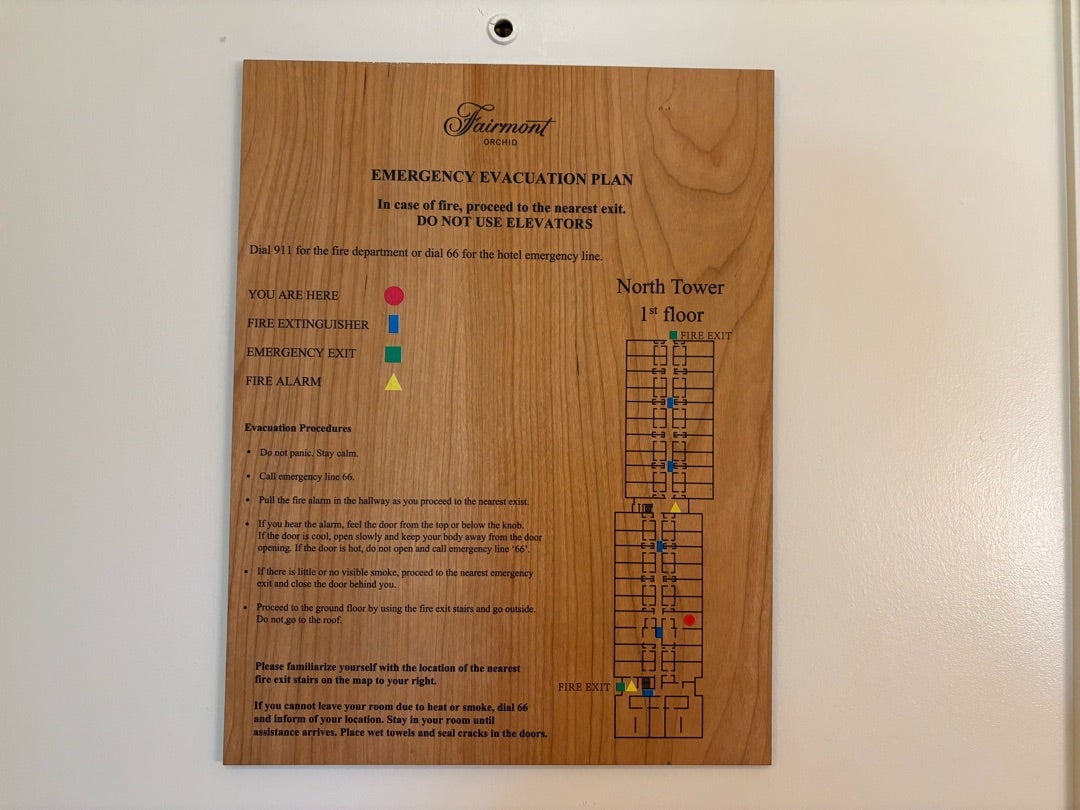 Fairmont
ORCHID
EMERGENCY EVACUATION PLAN
In case of fire, proceed to the nearest exit.
DO NOT USE ELEVATORS
Dial 911 for the fire department or dial 66 for the hotel emergency line.
YOU ARE HERE
FIRE EXTINGUISHER
EMERGENCY EXIT
FIRE ALARM
North Tower
1st floor
FIRE EXIT
Evacuation Procedures
• Do not panic. Stay calm.
• Call emergency line 66.
• Pull the fire alarm in the hallway as you proceed to the nearest exist.
• If you hear the alarm, feel the door from the top or below the knob.
If the door is cool, open slowly and keep your body away from the door
opening. If the door is hot, do not open and call emergency line ‘66’.
• If there is little or no visible smoke, proceed to the nearest emergency
exit and close the door behind you.
• Proceed to the ground floor by using the fire exit stairs and go outside.
Do not go to the roof.
FIRE EXIT
Please familiarize yourself with the location of the nearest
fire exit stairs on the map to your right.
If you cannot leave your room due to heat or smoke, dial 66
and inform of your location. Stay in your room until
assistance arrives. Place wet towels and seal cracks in the doors.